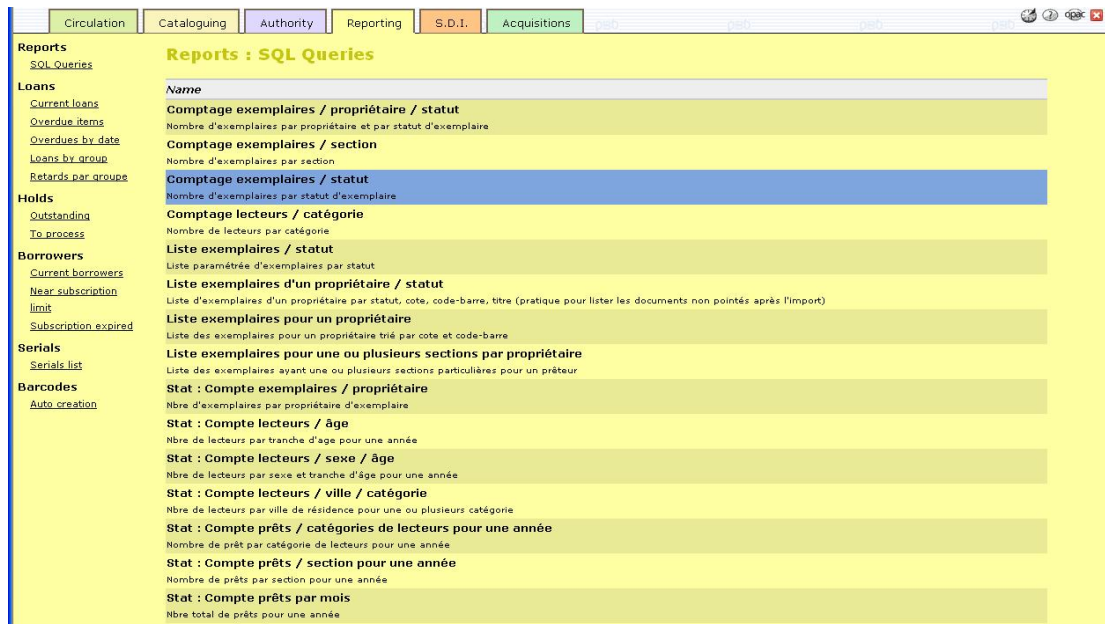 Circulation Cataloguing Authority Reporting S.D.I. Acquisitions pmb pmb pmb pmb opac
Reports
SQL Queries
Loans
Current loans
Overdue items
Overdues by date
Loans by group
Retards par groupe
Holds
Outstanding
To process
Borrowers
Current borrowers
Near subscription
limit
Subscription expired
Serials
Serials list
Barcodes
Auto creation
Reports : SQL Queries
Name
Comptage exemplaires / propriétaire / statut
Nombre d'exemplaires par propriétaire et par statut d'exemplaire
Comptage exemplaires / section
Nombre d'exemplaires par section
Comptage exemplaires / statut
Nombre d'exemplaires par statut d'exemplaire
Comptage lecteurs / catégorie
Nombre de lecteurs par catégorie
Liste exemplaires / statut
Liste paramétrée d'exemplaires par statut
Liste exemplaires d'un propriétaire / statut
Liste d'exemplaires d'un propriétaire par statut, cote, code-barre, titre (pratique pour lister les documents non pointés après l'import)
Liste exemplaires pour un propriétaire
Liste des exemplaires pour un propriétaire trié par cote et code-barre
Liste exemplaires pour une ou plusieurs sections par propriétaire
Liste des exemplaires ayant une ou plusieurs sections particulières pour un prêteur
Stat : Compte exemplaires / propriétaire
Nbre d'exemplaires par propriétaire d'exemplaire
Stat : Compte lecteurs / âge
Nbre de lecteurs par tranche d'age pour une année
Stat : Compte lecteurs / sexe / âge
Nbre de lecteurs par sexe et tranche d'âge pour une année
Stat : Compte lecteurs / ville / catégorie
Nbre de lecteurs par ville de résidence pour une ou plusieurs catégorie
Stat : Compte prêts / catégories de lecteurs pour une année
Nombre de prêt par catégorie de lecteurs pour une année
Stat : Compte prêts / section pour une année
Nombre de prêts par section pour une année
Stat : Compte prêts par mois
Nbre total de prêts pour une année